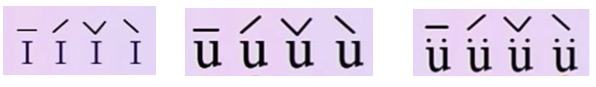 Ī Í Ǐ Ì ū ú ǔ ù ǖ ǘ ǚ ǜ